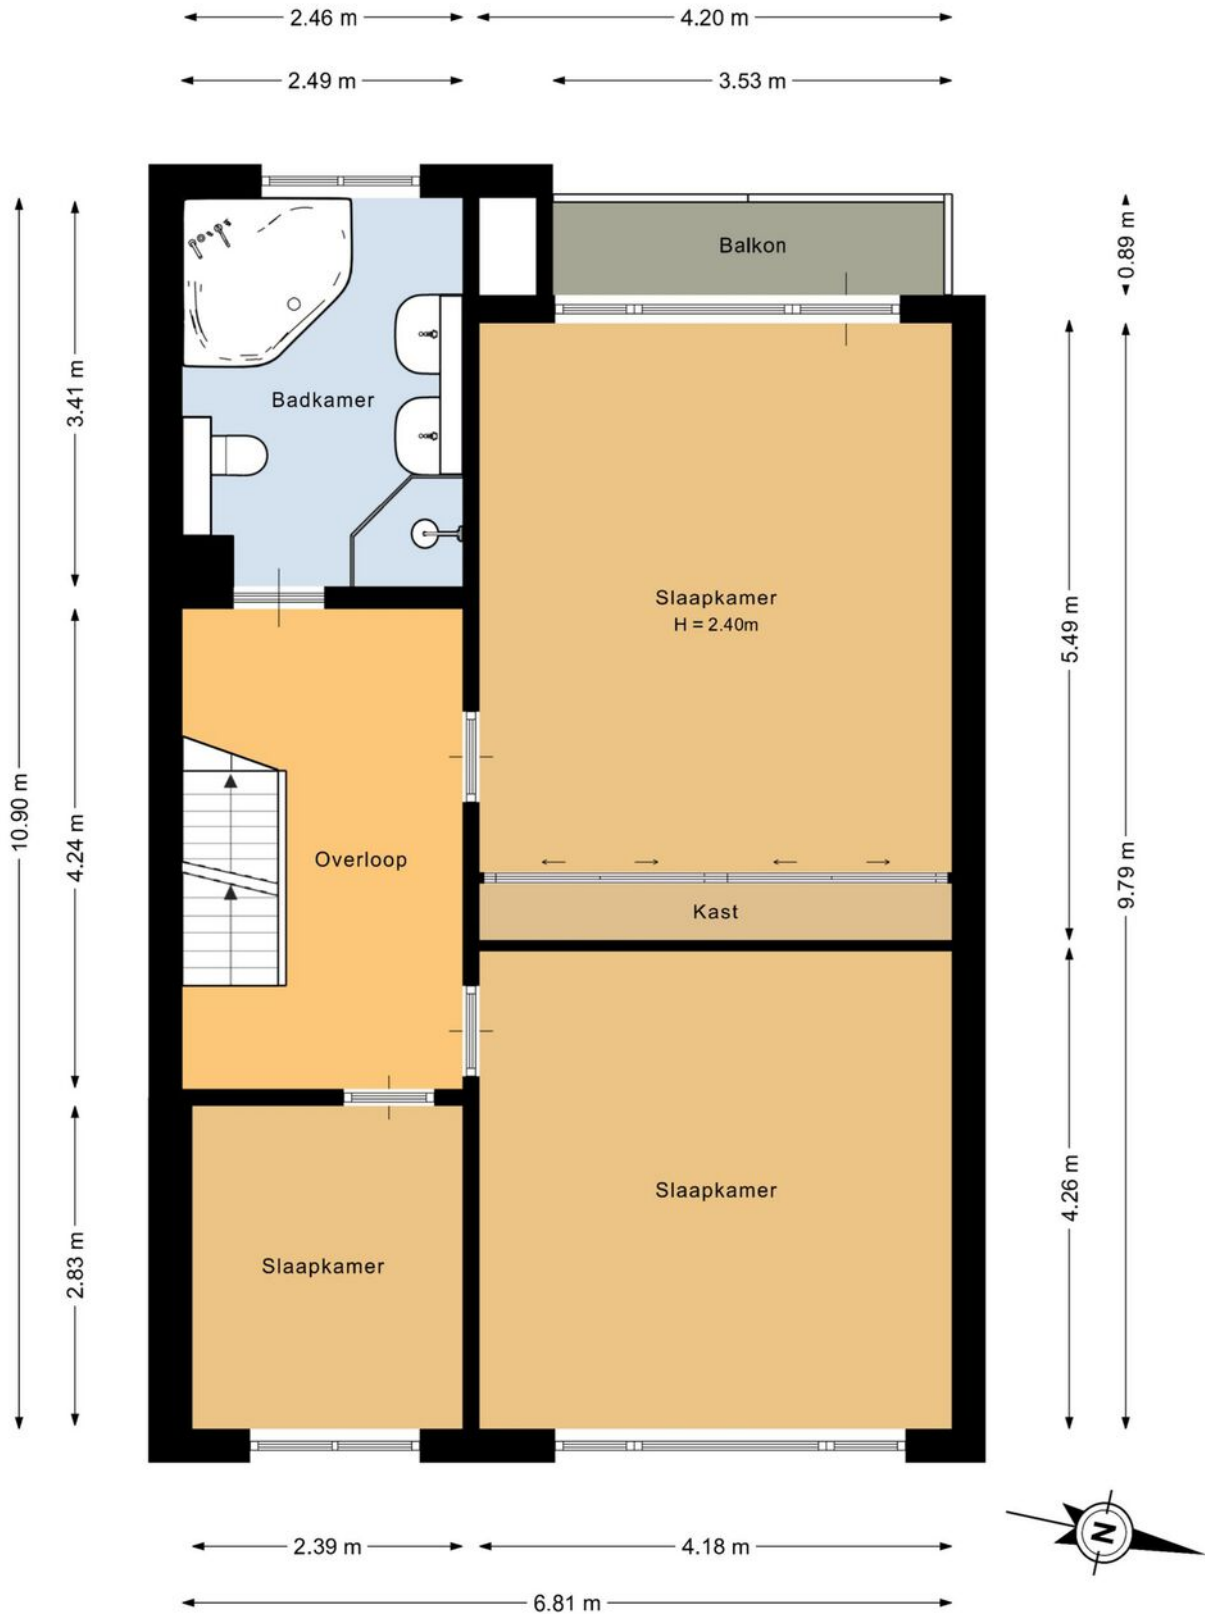 2.46 m
4.20 m
2.49 m
3.53 m
Balkon
0.89 m
3.41 m
Badkamer
Slaapkamer
H = 2.40m
5.49 m
10.90 m
4.24 m
Overloop
9.79 m
Kast
Slaapkamer
4.26 m
2.83 m
Slaapkamer
N
2.39 m
4.18 m
6.81 m